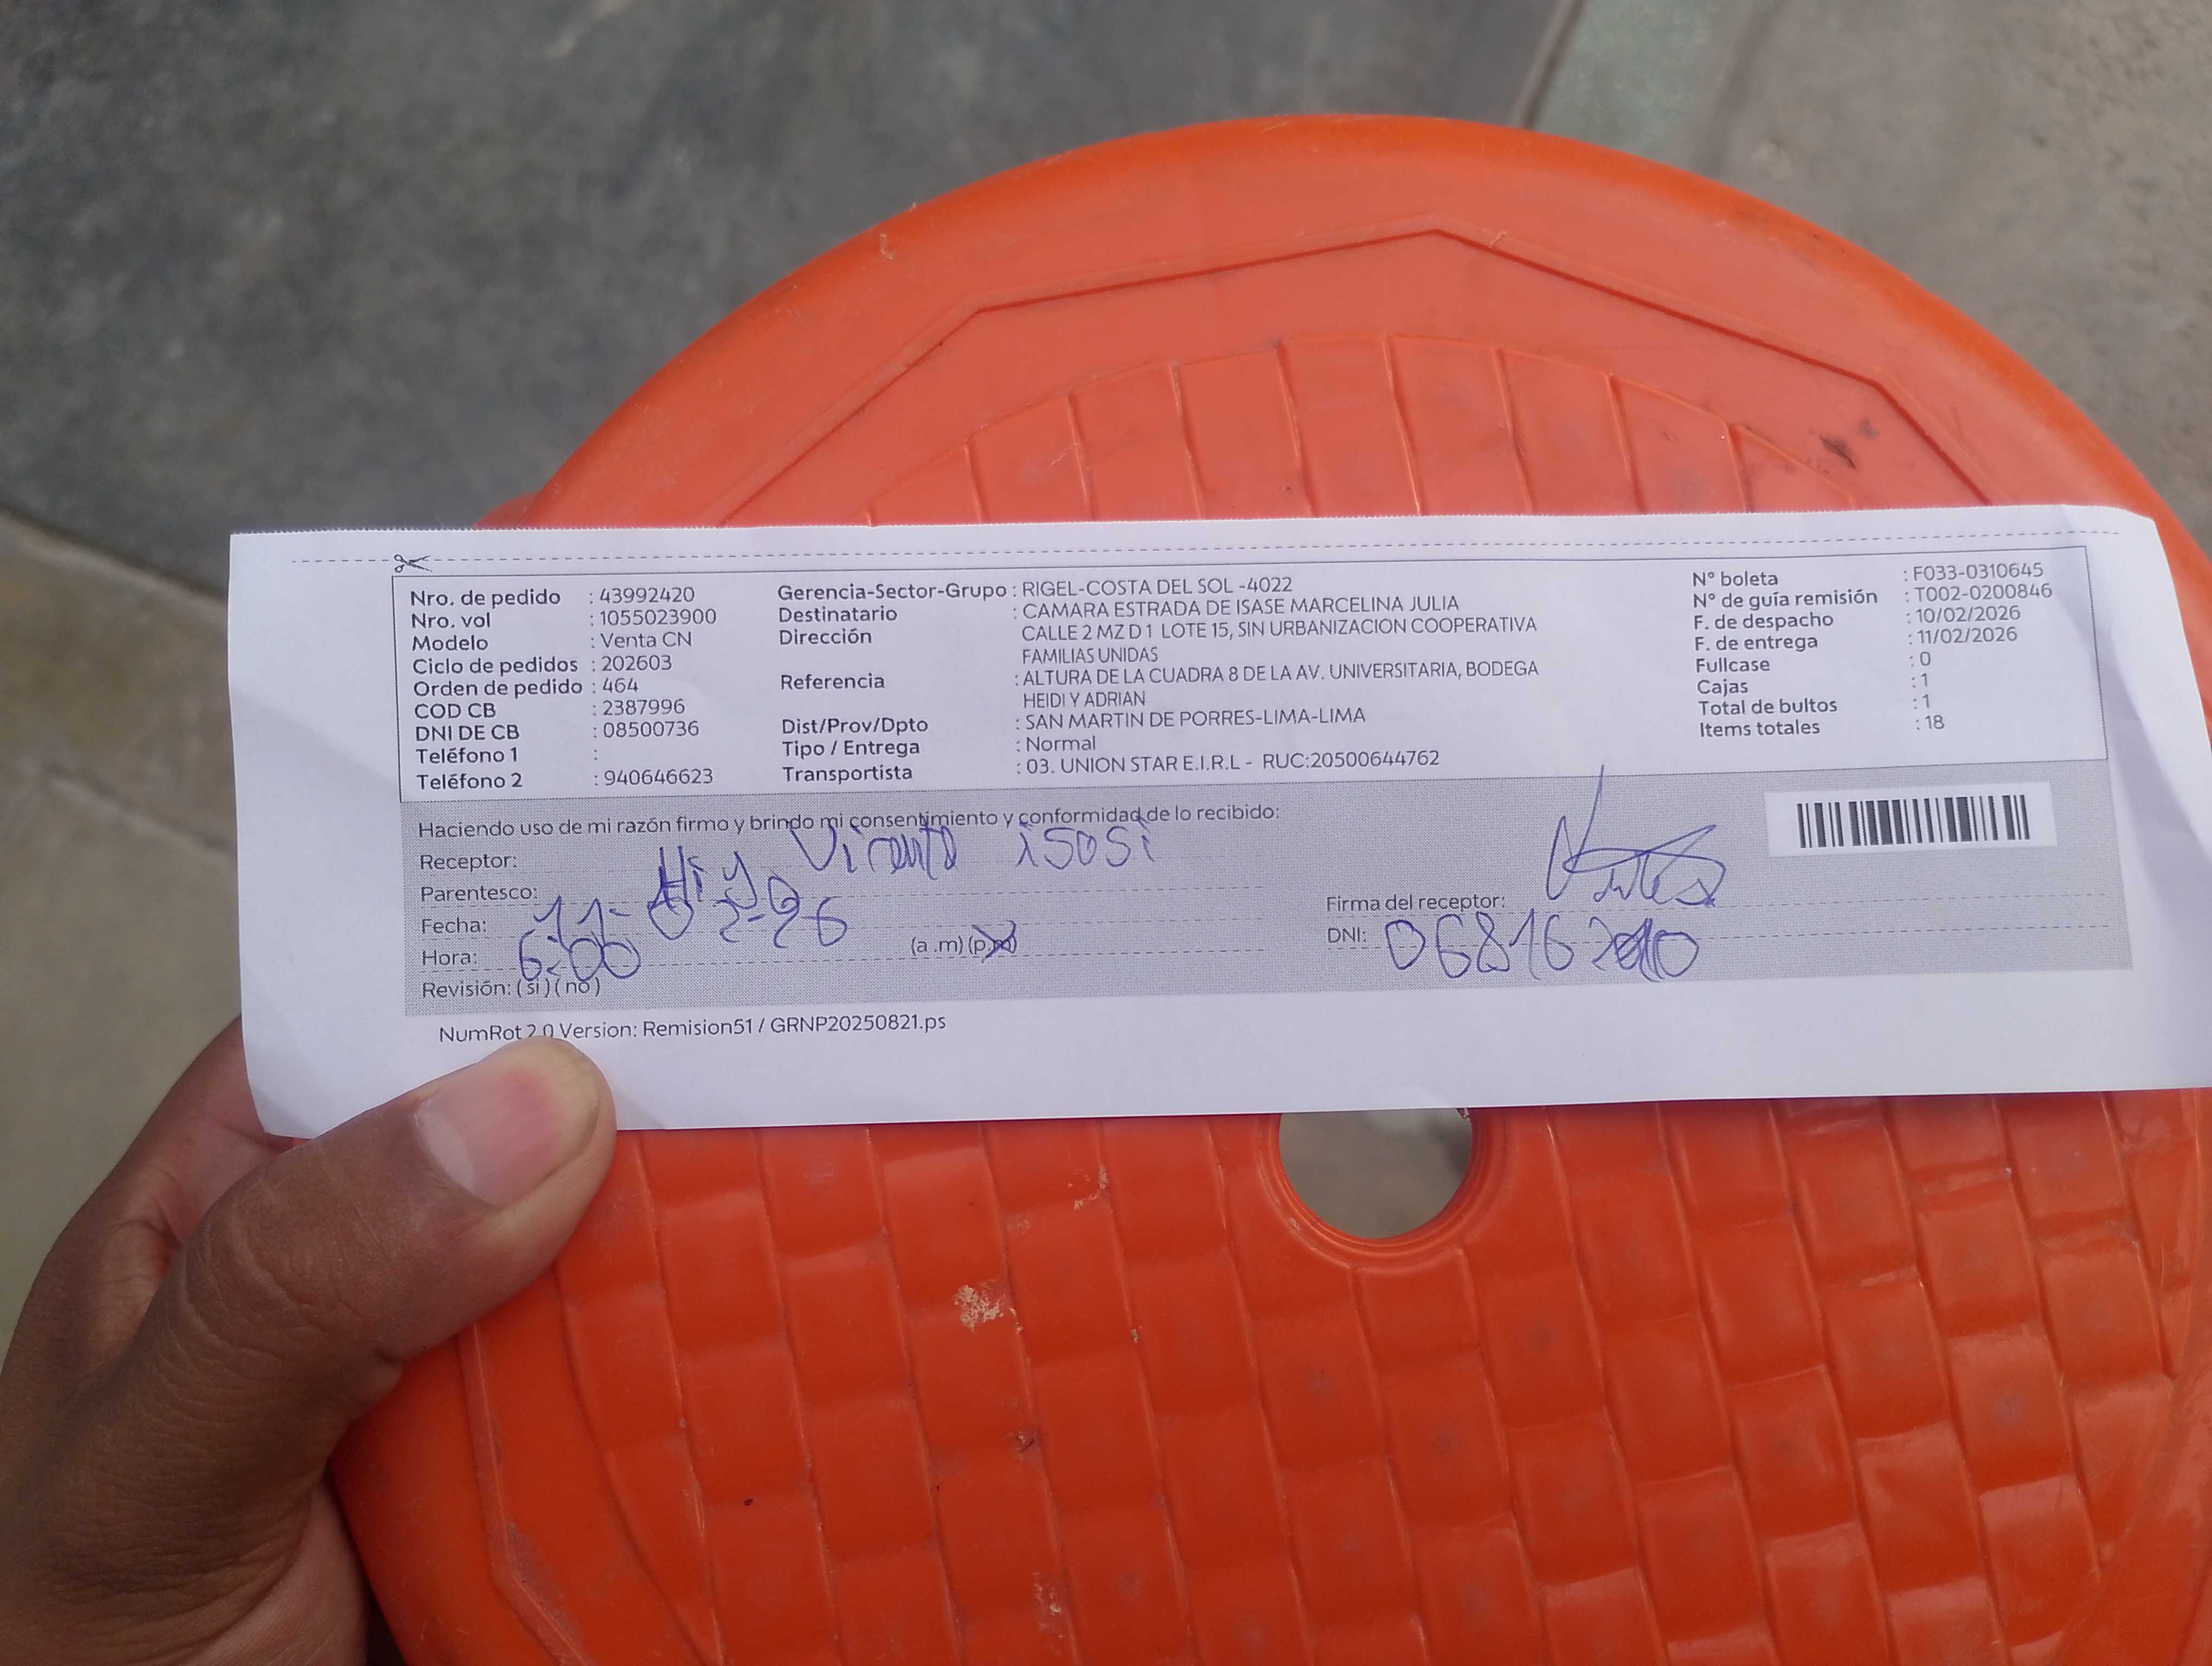 Nro. de pedido : 43992420
Nro. vol : 1055023900
Modelo : Venta CN
Ciclo de pedidos : 202603
Orden de pedido : 464
COD CB : 2387996
DNI DE CB : 08500736
Teléfono 1 :
Teléfono 2 : 940646623
Gerencia-Sector-Grupo : RIGEL-COSTA DEL SOL -4022
Destinatario : CAMARA ESTRADA DE ISASE MARCELINA JULIA
Dirección CALLE 2 MZ D 1 LOTE 15, SIN URBANIZACION COOPERATIVA
FAMILIAS UNIDAS
Referencia : ALTURA DE LA CUADRA 8 DE LA AV. UNIVERSITARIA, BODEGA
HEIDI Y ADRIAN
Dist/Prov/Dpto : SAN MARTIN DE PORRES-LIMA-LIMA
Tipo / Entrega : Normal
Transportista : 03. UNION STAR E.I.R.L - RUC:20500644762
N° boleta : F033-0310645
N° de guía remisión : T002-0200846
F. de despacho : 10/02/2026
F. de entrega : 11/02/2026
Fullcase : 0
Cajas : 1
Total de bultos : 1
Items totales : 18
Haciendo uso de mi razón firmo y brindo mi consentimiento y conformidad de lo recibido:
Receptor:
Parentesco:
Fecha: 11-02-26
Hora: 6:00 (a .m) (p.m)
Revisión: ( si ) ( no )
Firma del receptor:
DNI:
NumRot 2.0 Version: Remision51 / GRNP20250821.ps